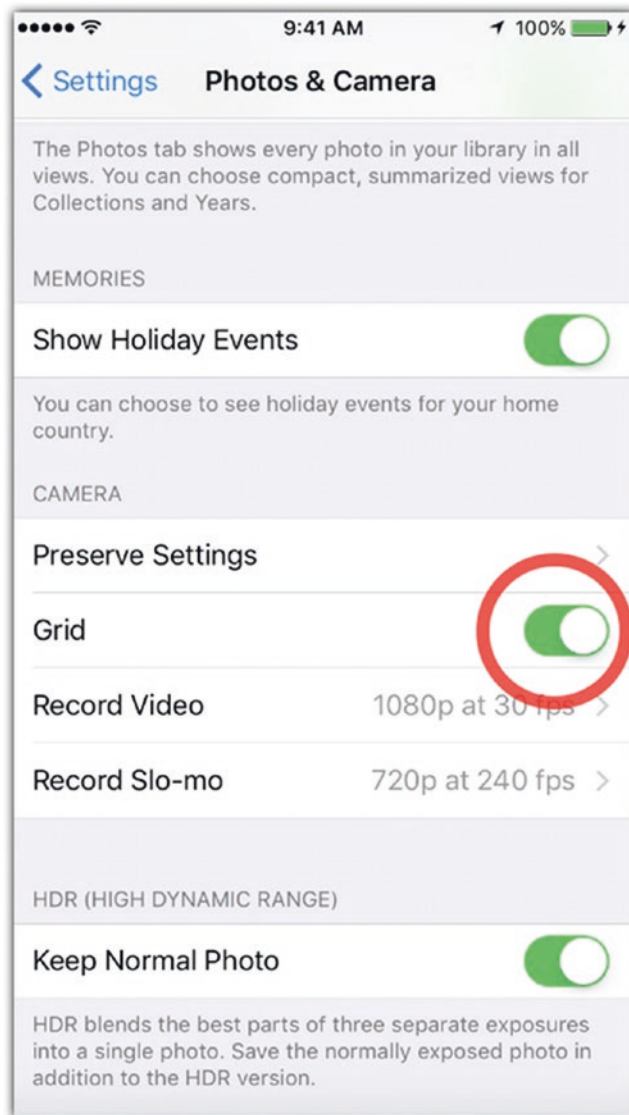 9:41 AM 100%
Settings Photos & Camera
The Photos tab shows every photo in your library in all
views. You can choose compact, summarized views for
Collections and Years.
MEMORIES
Show Holiday Events
You can choose to see holiday events for your home
country.
CAMERA
Preserve Settings
Grid
Record Video 1080p at 30 fps
Record Slo-mo 720p at 240 fps
HDR (HIGH DYNAMIC RANGE)
Keep Normal Photo
HDR blends the best parts of three separate exposures
into a single photo. Save the normally exposed photo in
addition to the HDR version.